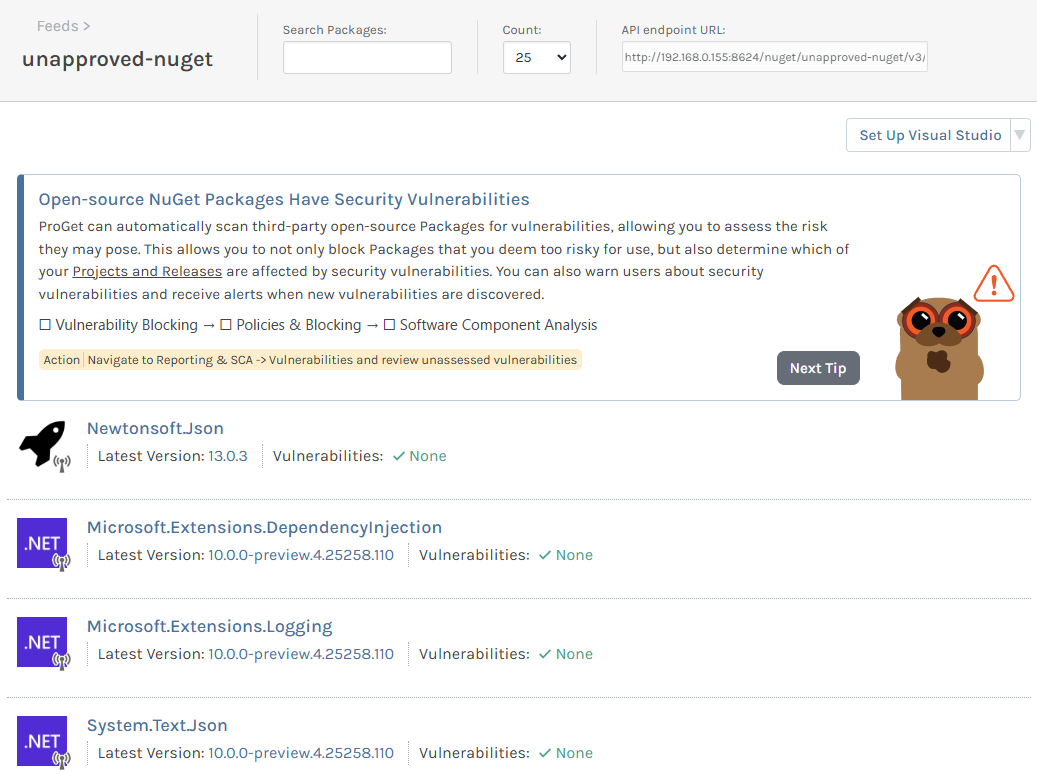 Feeds >
unapproved-nuget
Search Packages:
Count:
25
API endpoint URL:
http://192.168.0.155:8624/nuget/unapproved-nuget/v3/
Set Up Visual Studio
Open-source NuGet Packages Have Security Vulnerabilities
ProGet can automatically scan third-party open-source Packages for vulnerabilities, allowing you to assess the risk
they may pose. This allows you to not only block Packages that you deem too risky for use, but also determine which of
your Projects and Releases are affected by security vulnerabilities. You can also warn users about security
vulnerabilities and receive alerts when new vulnerabilities are discovered.
☐ Vulnerability Blocking → ☐ Policies & Blocking → ☐ Software Component Analysis
Action | Navigate to Reporting & SCA -> Vulnerabilities and review unassessed vulnerabilities
Next Tip
Newtonsoft.Json
Latest Version: 13.0.3 Vulnerabilities: ✓ None
.NET
Microsoft.Extensions.DependencyInjection
Latest Version: 10.0.0-preview.4.25258.110 Vulnerabilities: ✓ None
.NET
Microsoft.Extensions.Logging
Latest Version: 10.0.0-preview.4.25258.110 Vulnerabilities: ✓ None
.NET
System.Text.Json
Latest Version: 10.0.0-preview.4.25258.110 Vulnerabilities: ✓ None